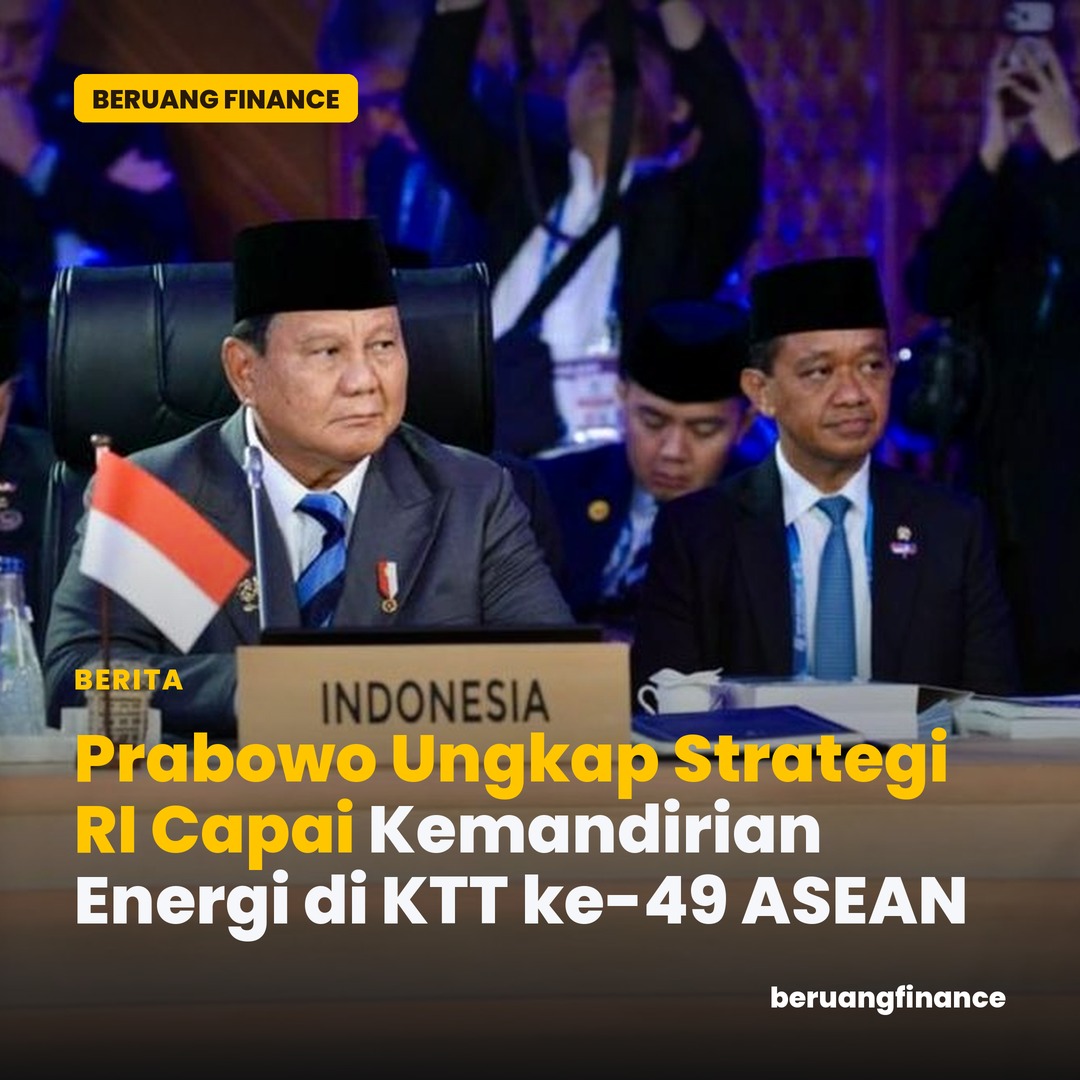 BERUANG FINANCE
INDONESIA
BERITA
Prabowo Ungkap Strategi
RI Capai Kemandirian
Energi di KTT ke-49 ASEAN
beruangfinance